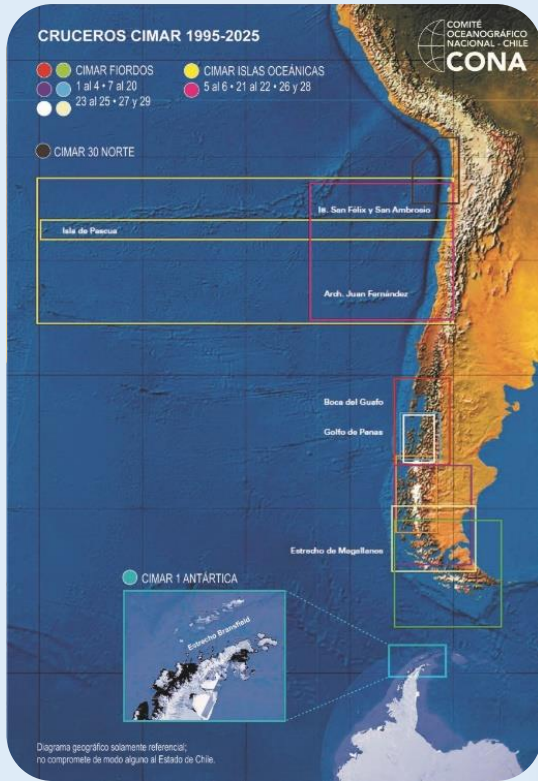 CRUCEROS CIMAR 1995-2025
COMITÉ
OCEANOGRÁFICO
NACIONAL - CHILE
CONA
CIMAR FIORDOS
1 al 4 • 7 al 20
23 al 25 • 27 y 29
CIMAR ISLAS OCEÁNICAS
5 al 6 • 21 al 22 • 26 y 28
CIMAR 30 NORTE
Is. San Félix y San Ambrosio
Isla de Pascua
Arch. Juan Fernández
Boca del Guafo
Golfo de Penas
Estrecho de Magallanes
CIMAR 1 ANTÁRTICA
Estrecho Bransfield
Diagrama geográfico solamente referencial;
no compromete de modo alguno al Estado de Chile.